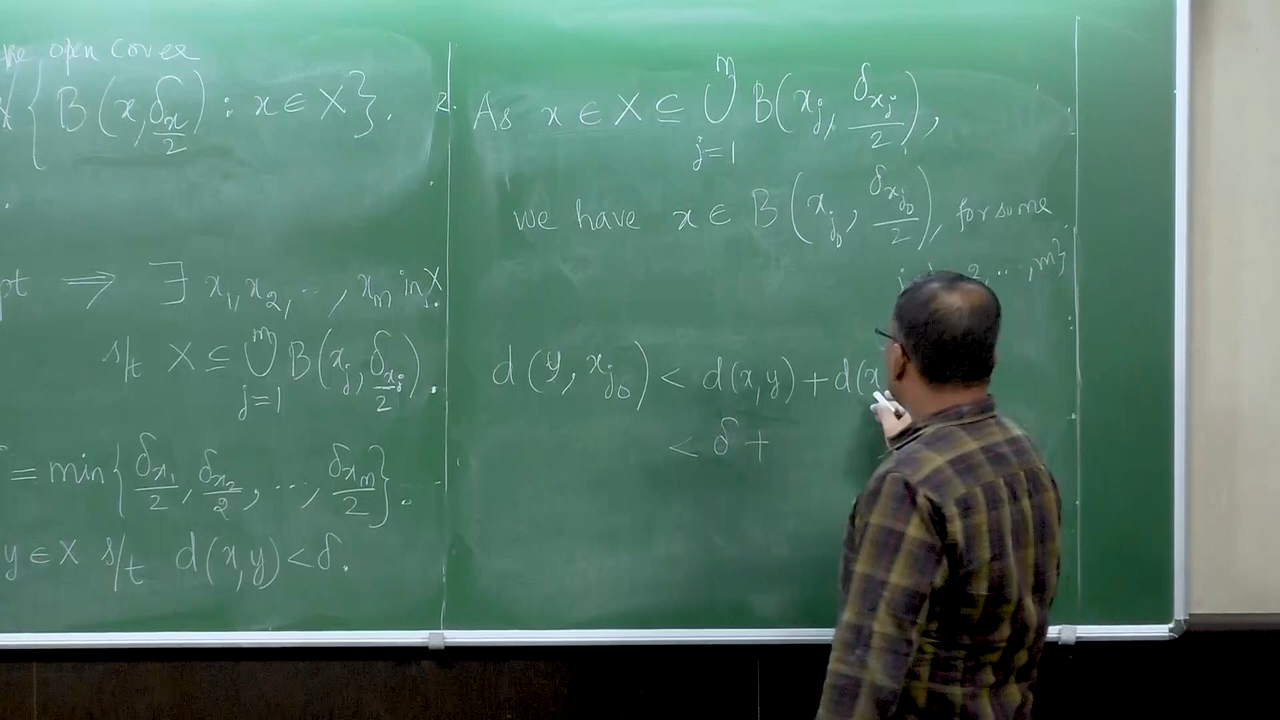 open cover
{B(x, δ_x/2) : x ∈ X}.
pt ⟹ ∃ x_1, x_2, ..., x_m in X
s/t X ⊆ ⋃_{j=1}^{m} B(x_j, δ_{x_j}/2).
= min{δ_{x_1}/2, δ_{x_2}/2, ..., δ_{x_m}/2}.
y ∈ X s/t d(x,y) < δ.
As x ∈ X ⊆ ⋃_{j=1}^{m} B(x_j, δ_{x_j}/2),
we have x ∈ B(x_{j_0}, δ_{x_{j_0}}/2), for some
2, ..., m}
d(y, x_{j_0}) < d(x,y) + d(x
< δ +